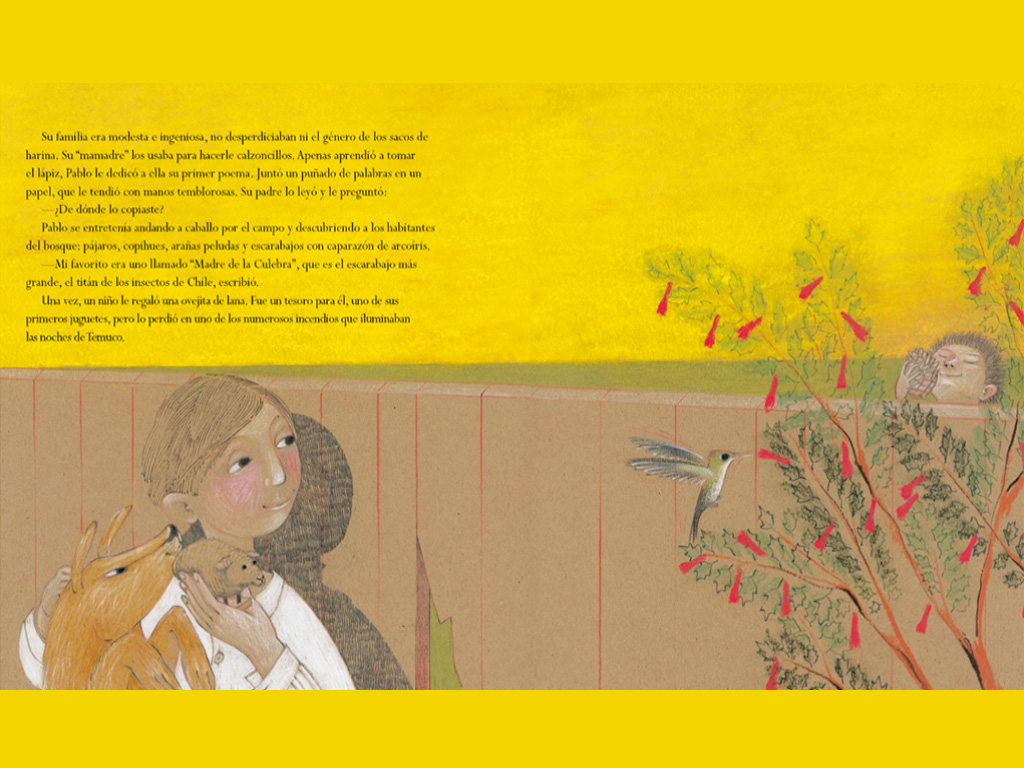 Su familia era modesta e ingeniosa, no desperdiciaban ni el género de los sacos de
harina. Su “mamadre” los usaba para hacerle calzoncillos. Apenas aprendió a tomar
el lápiz, Pablo le dedicó a ella su primer poema. Juntó un puñado de palabras en un
papel, que le tendió con manos temblorosas. Su padre lo leyó y le preguntó:
—¿De dónde lo copiaste?
Pablo se entretenía andando a caballo por el campo y descubriendo a los habitantes
del bosque: pájaros, copihues, arañas peludas y escarabajos con caparazón de arcoíris.
—Mi favorito era uno llamado “Madre de la Culebra”, que es el escarabajo más
grande, el titán de los insectos de Chile, escribió.
Una vez, un niño le regaló una ovejita de lana. Fue un tesoro para él, uno de sus
primeros juguetes, pero lo perdió en uno de los numerosos incendios que iluminaban
las noches de Temuco.